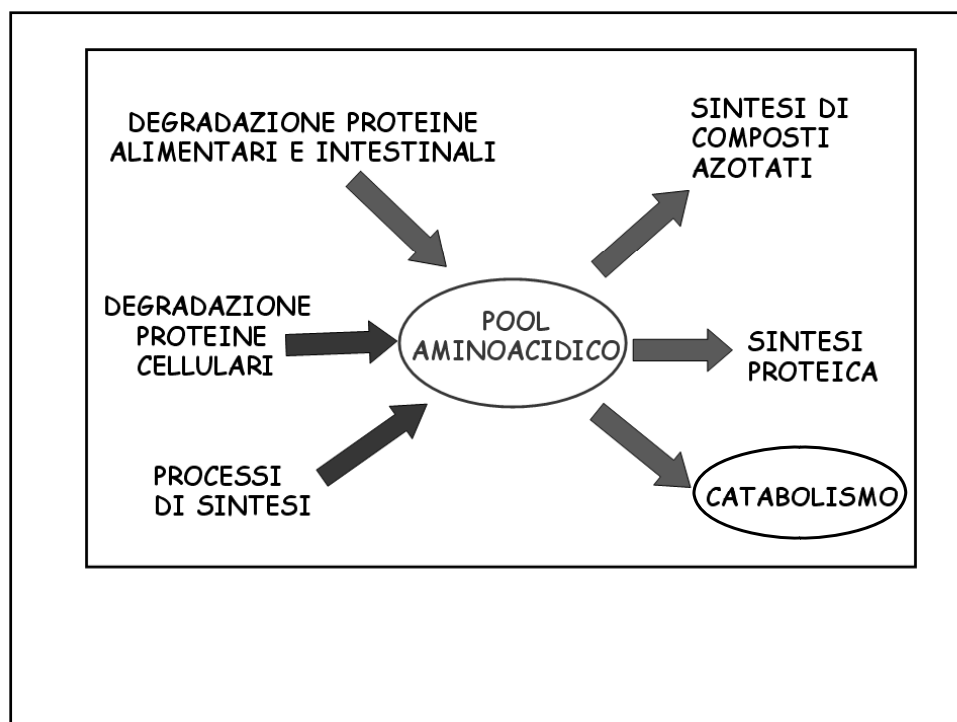 DEGRADAZIONE PROTEINE
ALIMENTARI E INTESTINALI
DEGRADAZIONE
PROTEINE
CELLULARI
PROCESSI
DI SINTESI
POOL
AMINOACIDICO
SINTESI DI
COMPOSTI
AZOTATI
SINTESI
PROTEICA
CATABOLISMO